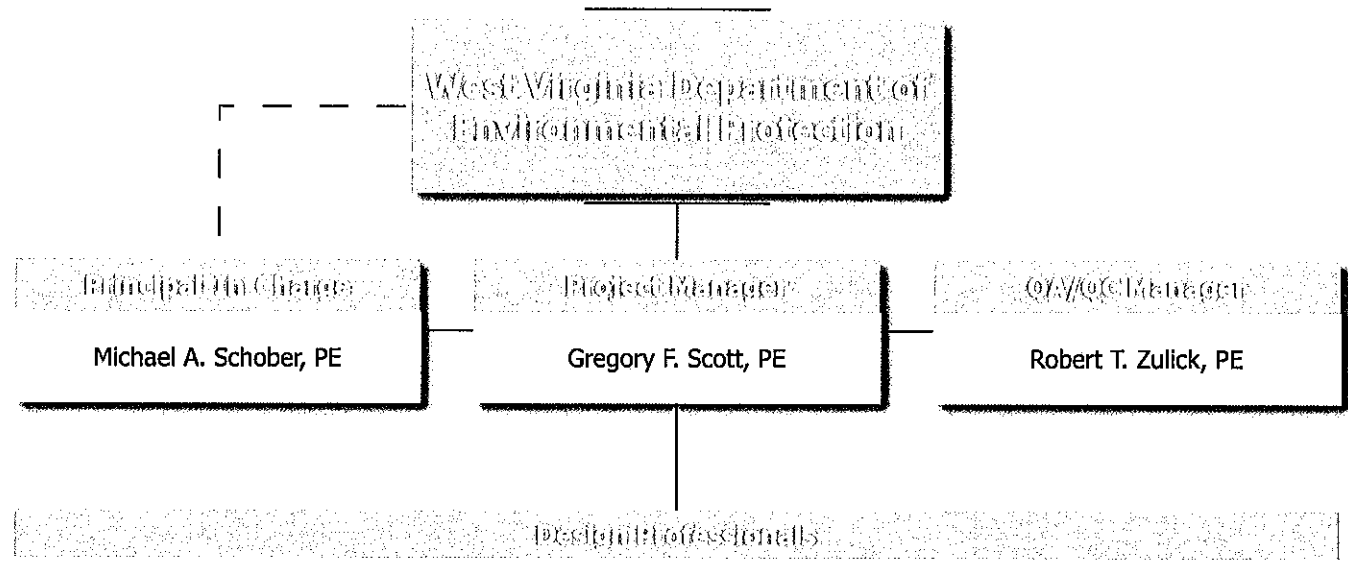 West Virginia Department of
Environmental Protection
Principal In Charge
Project Manager
QA/QC Manager
Michael A. Schober, PE
Gregory F. Scott, PE
Robert T. Zulick, PE
Design Professionals